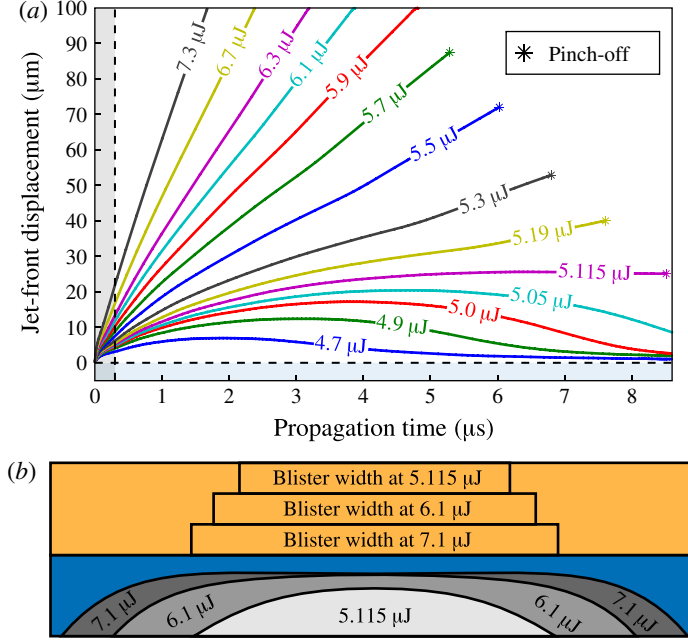 (a)
100
90
80
70
60
50
40
30
20
10
0
Jet-front displacement (μm)
7.3 μJ
6.7 μJ
6.3 μJ
6.1 μJ
5.9 μJ
5.7 μJ
5.5 μJ
5.3 μJ
5.19 μJ
5.115 μJ
5.05 μJ
5.0 μJ
4.9 μJ
4.7 μJ
Pinch-off
0 1 2 3 4 5 6 7 8
Propagation time (μs)
(b)
Blister width at 5.115 μJ
Blister width at 6.1 μJ
Blister width at 7.1 μJ
7.1 μJ 6.1 μJ 5.115 μJ 6.1 μJ 7.1 μJ